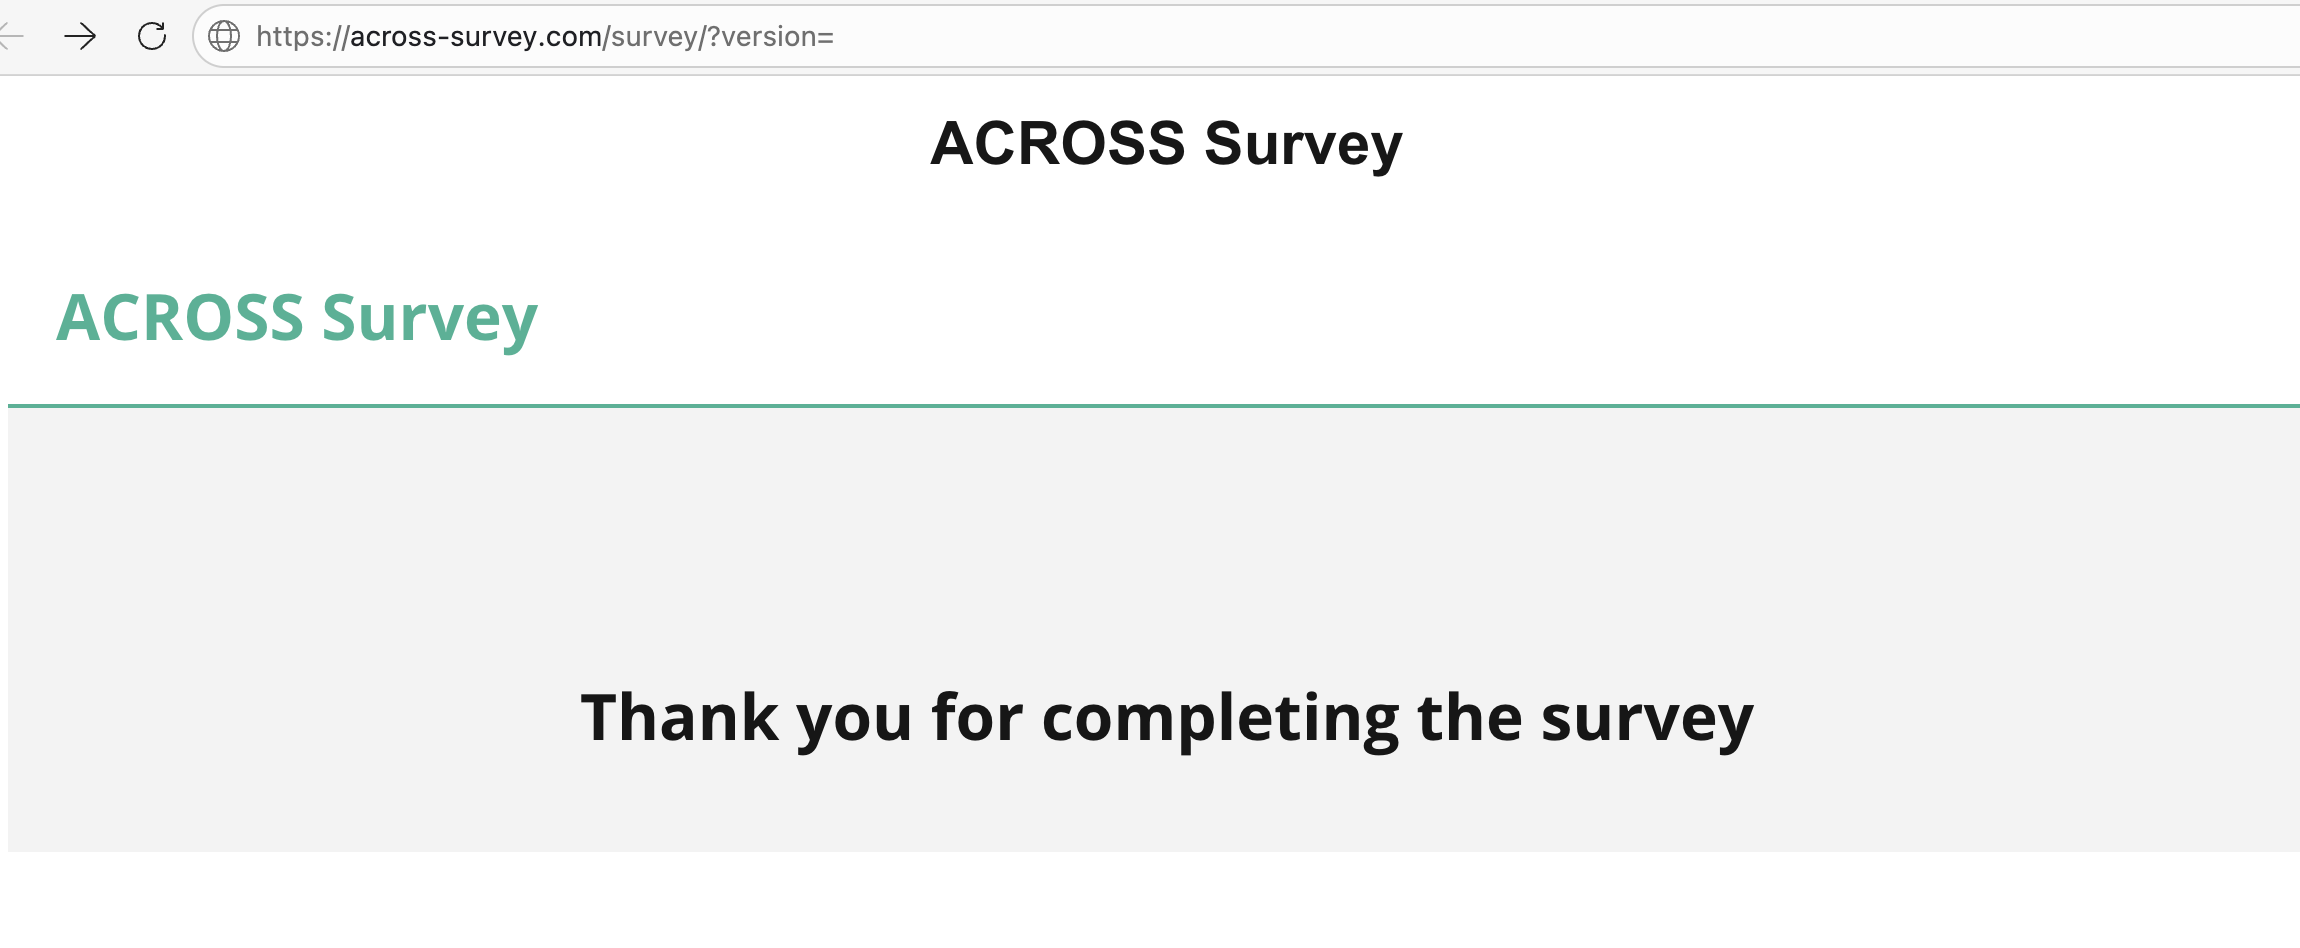 https://across-survey.com/survey/?version=
ACROSS Survey
ACROSS Survey
Thank you for completing the survey